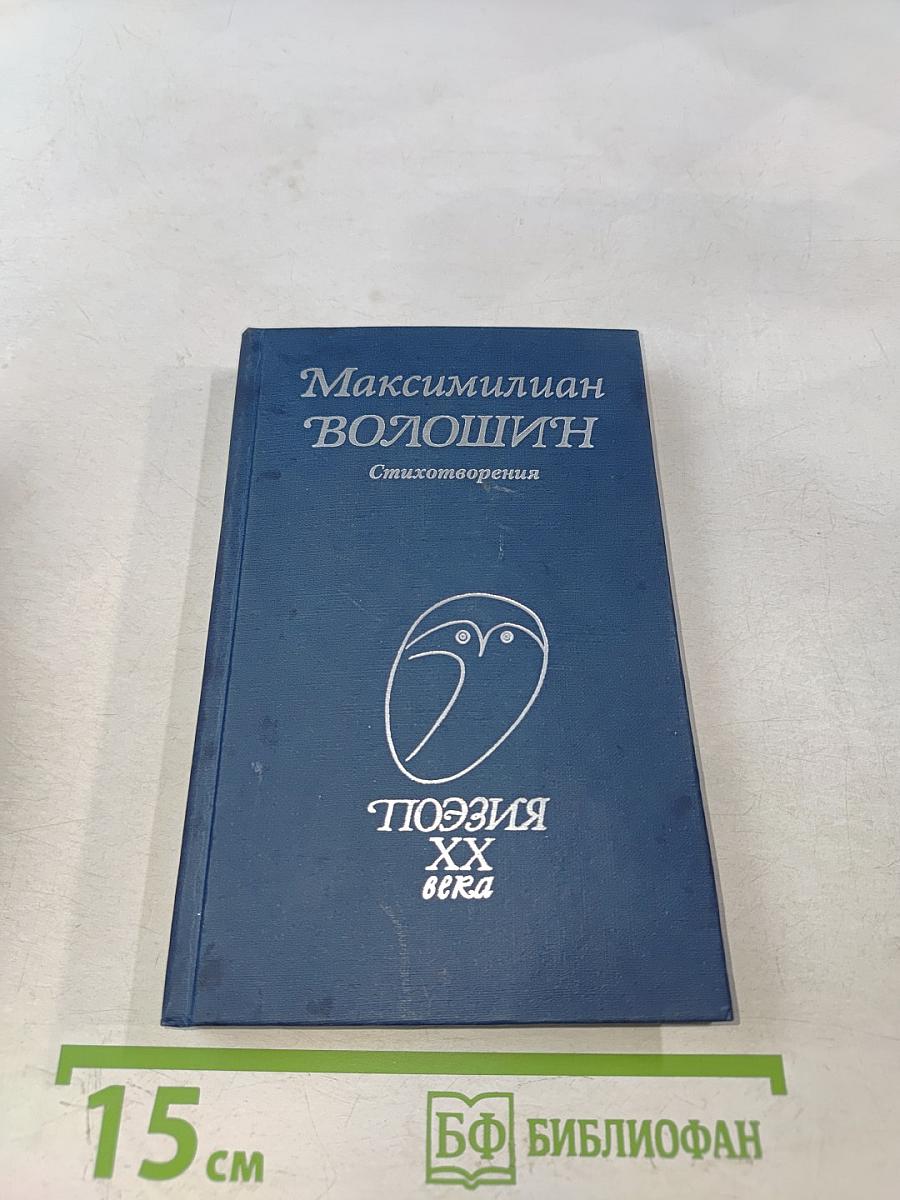 Максимилиан
ВОЛОШИН
Стихотворения
ПОЭЗИЯ
XX
века
15 см
БФ БИБЛИОФАН